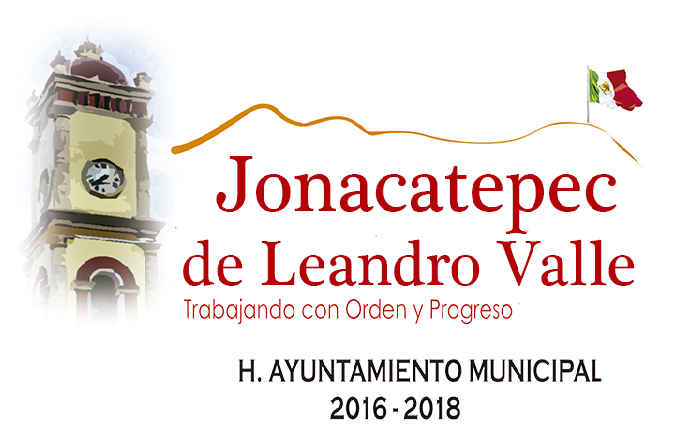 Jonacatepec
de Leandro Valle
Trabajando con Orden y Progreso
H. AYUNTAMIENTO MUNICIPAL
2016 - 2018